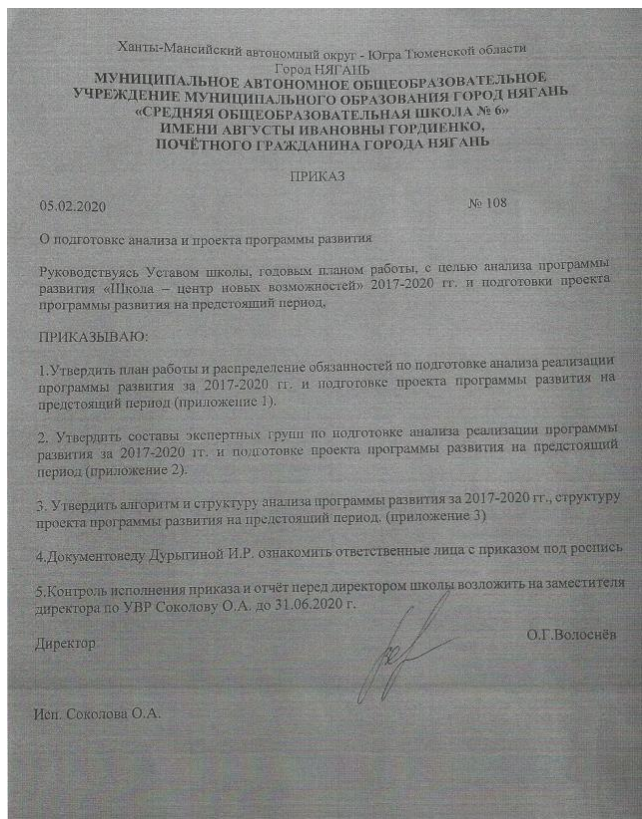 Ханты-Мансийский автономный округ - Югра Тюменской области
Город НЯГАНЬ
МУНИЦИПАЛЬНОЕ АВТОНОМНОЕ ОБЩЕОБРАЗОВАТЕЛЬНОЕ
УЧРЕЖДЕНИЕ МУНИЦИПАЛЬНОГО ОБРАЗОВАНИЯ ГОРОД НЯГАНЬ
«СРЕДНЯЯ ОБЩЕОБРАЗОВАТЕЛЬНАЯ ШКОЛА № 6»
ИМЕНИ АВГУСТЫ ИВАНОВНЫ ГОРДИЕНКО,
ПОЧЁТНОГО ГРАЖДАНИНА ГОРОДА НЯГАНЬ
ПРИКАЗ
05.02.2020 № 108
О подготовке анализа и проекта программы развития
Руководствуясь Уставом школы, годовым планом работы, с целью анализа программы
развития «Школа – центр новых возможностей» 2017-2020 гг. и подготовки проекта
программы развития на предстоящий период,
ПРИКАЗЫВАЮ:
1.Утвердить план работы и распределение обязанностей по подготовке анализа реализации
программы развития за 2017-2020 гг. и подготовке проекта программы развития на
предстоящий период (приложение 1).
2. Утвердить составы экспертных групп по подготовке анализа реализации программы
развития за 2017-2020 гг. и подготовке проекта программы развития на предстоящий
период (приложение 2).
3. Утвердить алгоритм и структуру анализа программы развития за 2017-2020 гг., структуру
проекта программы развития на предстоящий период. (приложение 3)
4.Документоведу Дурыгиной И.Р. ознакомить ответственные лица с приказом под роспись
5.Контроль исполнения приказа и отчёт перед директором школы возложить на заместителя
директора по УВР Соколову О.А. до 31.06.2020 г.
Директор О.Г.Волоснёв
Исп. Соколова О.А.